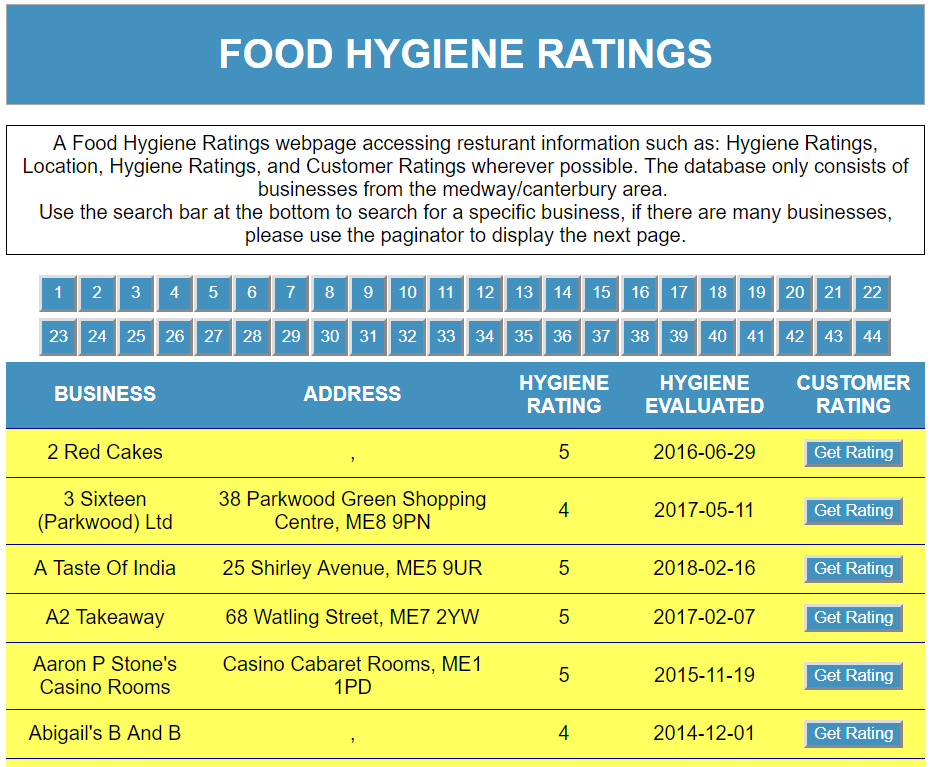 FOOD HYGIENE RATINGS
A Food Hygiene Ratings webpage accessing resturant information such as: Hygiene Ratings,
Location, Hygiene Ratings, and Customer Ratings wherever possible. The database only consists of
businesses from the medway/canterbury area.
Use the search bar at the bottom to search for a specific business, if there are many businesses,
please use the paginator to display the next page.
1 2 3 4 5 6 7 8 9 10 11 12 13 14 15 16 17 18 19 20 21 22
23 24 25 26 27 28 29 30 31 32 33 34 35 36 37 38 39 40 41 42 43 44
BUSINESS ADDRESS HYGIENE RATING HYGIENE EVALUATED CUSTOMER RATING
2 Red Cakes , 5 2016-06-29 Get Rating
3 Sixteen (Parkwood) Ltd 38 Parkwood Green Shopping Centre, ME8 9PN 4 2017-05-11 Get Rating
A Taste Of India 25 Shirley Avenue, ME5 9UR 5 2018-02-16 Get Rating
A2 Takeaway 68 Watling Street, ME7 2YW 5 2017-02-07 Get Rating
Aaron P Stone's Casino Rooms Casino Cabaret Rooms, ME1 1PD 5 2015-11-19 Get Rating
Abigail's B And B , 4 2014-12-01 Get Rating